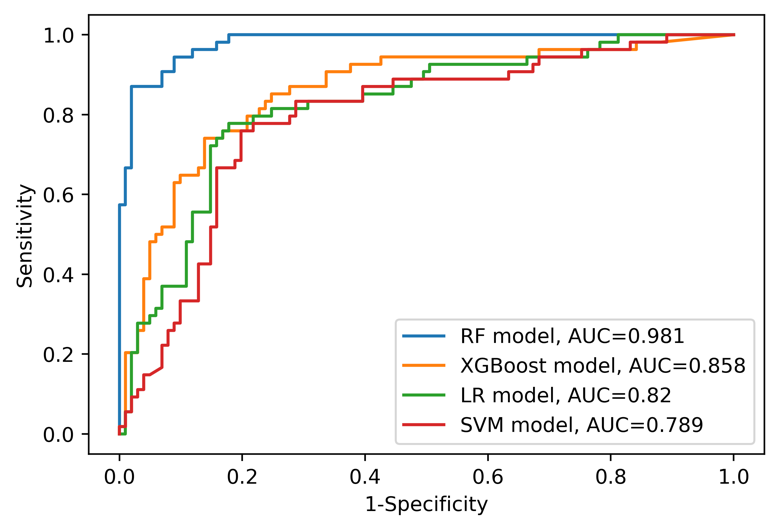 1.0
0.8
0.6
0.4
0.2
0.0
Sensitivity
RF model, AUC=0.981
XGBoost model, AUC=0.858
LR model, AUC=0.82
SVM model, AUC=0.789
0.0 0.2 0.4 0.6 0.8 1.0
1-Specificity